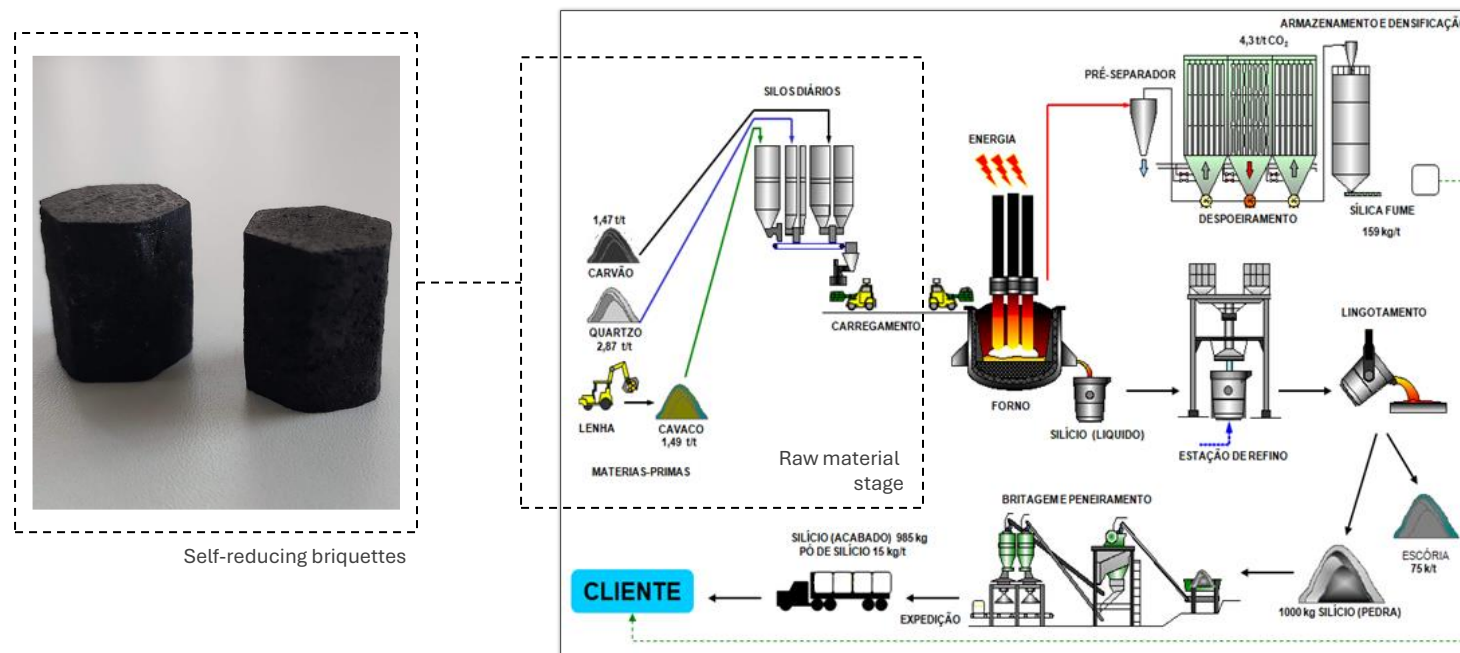 ARMAZENAMENTO E DENSIFICAÇÃO
4,3 t/t CO₂
PRÉ-SEPARADOR
SILOS DIÁRIOS
ENERGIA
DESPOEIRAMENTO
SÍLICA FUME
159 kg/t
1,47 t/t
CARVÃO
QUARTZO
2,87 t/t
CARREGAMENTO
LINGOTAMENTO
LENHA
CAVACO
1,49 t/t
FORNO
SILÍCIO (LIQUIDO)
ESTAÇÃO DE REFINO
MATERIAS-PRIMAS
Raw material
stage
Self-reducing briquettes
BRITAGEM E PENEIRAMENTO
SILÍCIO (ACABADO) 985 kg
PÓ DE SILÍCIO 15 kg/t
ESCÓRIA
75 k/t
CLIENTE
EXPEDIÇÃO
1000 kg SILÍCIO (PEDRA)